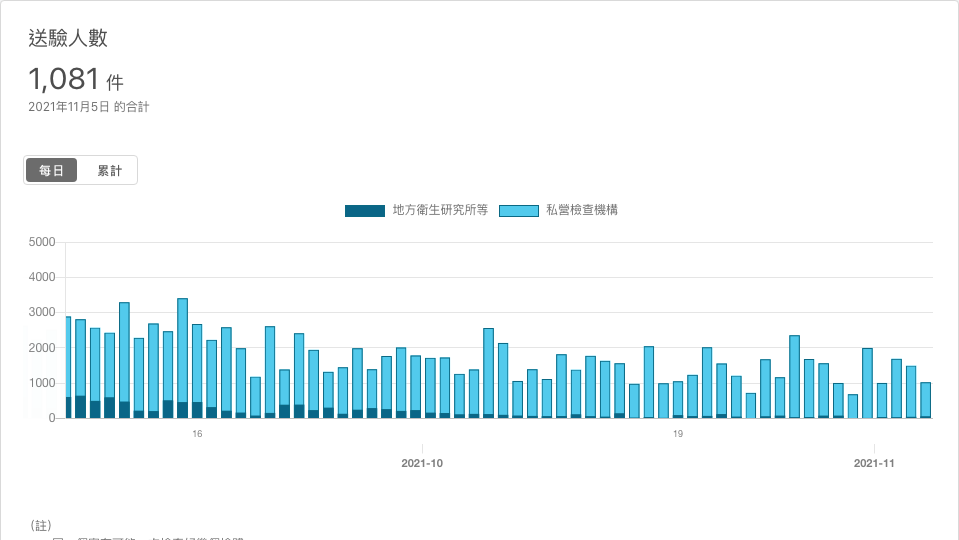 送驗人數
1,081 件
2021年11月5日 的合計
每日 累計
地方衛生研究所等 私營檢查機構
5000
4000
3000
2000
1000
0
16 19
2021-10 2021-11
（註）